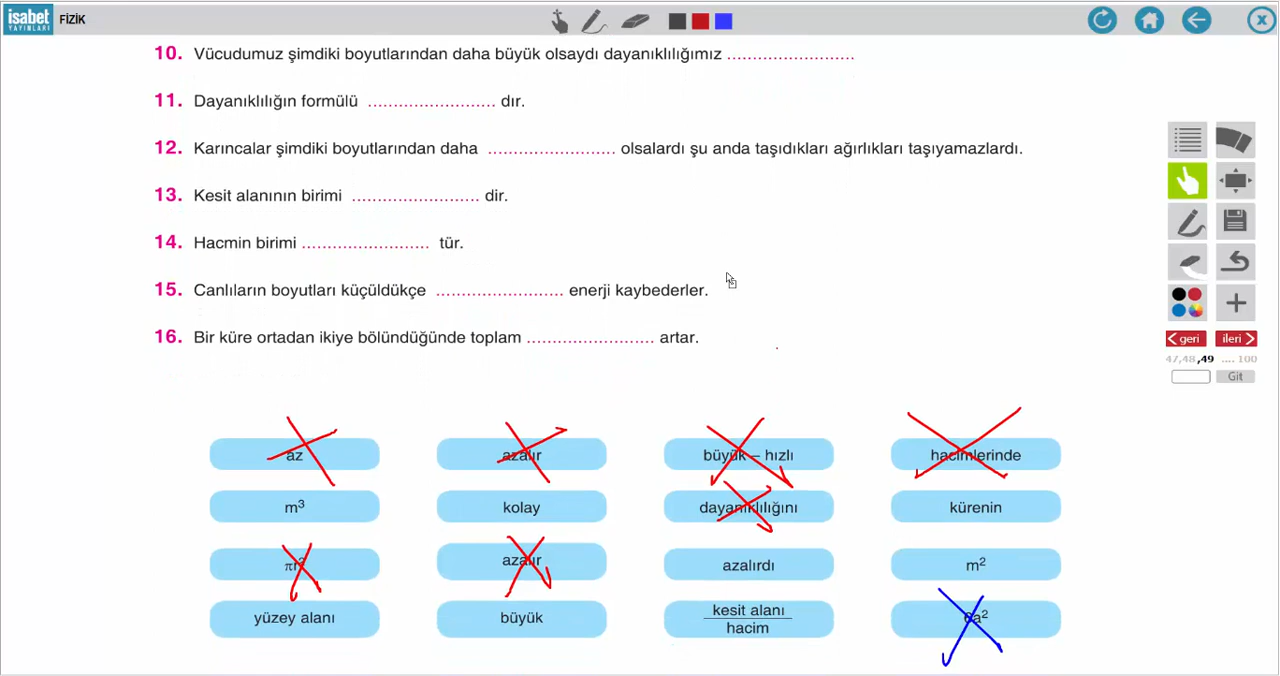 isabet
YAYINLARI
FİZİK
10. Vücudumuz şimdiki boyutlarından daha büyük olsaydı dayanıklılığımız .........................
11. Dayanıklılığın formülü ......................... dır.
12. Karıncalar şimdiki boyutlarından daha ......................... olsalardı şu anda taşıdıkları ağırlıkları taşıyamazlardı.
13. Kesit alanının birimi ......................... dir.
14. Hacmin birimi ......................... tür.
15. Canlıların boyutları küçüldükçe ......................... enerji kaybederler.
16. Bir küre ortadan ikiye bölündüğünde toplam ......................... artar.
geri ileri
47,48,49 .... 100
Git
az azalır büyük – hızlı hacimlerinde
m³ kolay dayanıklılığını kürenin
πr² azalır azalırdı m²
yüzey alanı büyük kesit alanı
hacim 6a²